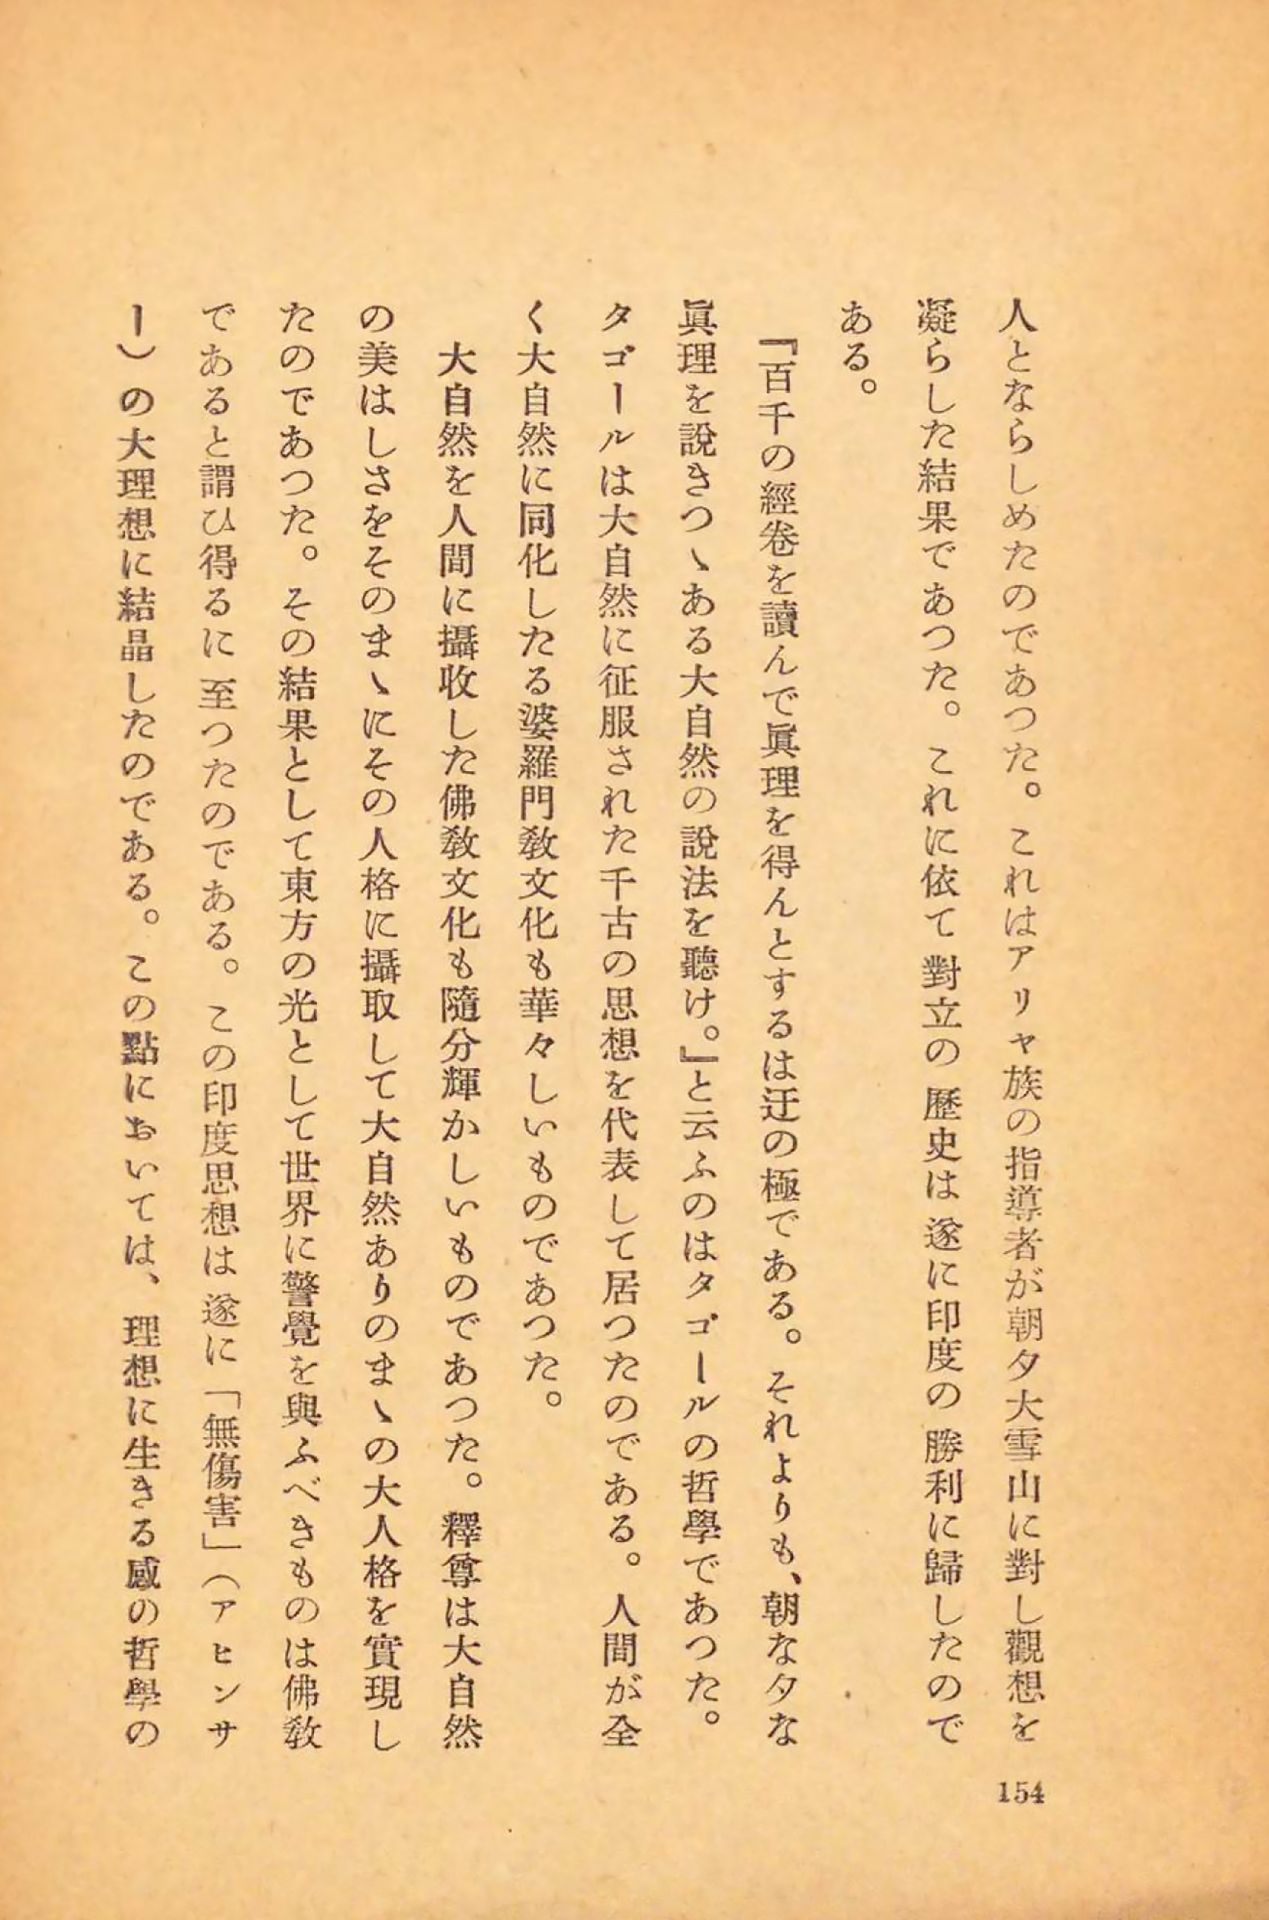 人とならしめたのであつた。これはアリヤ族の指導者が朝夕大雪山に對し觀想を
凝らした結果であつた。これに依て對立の歷史は遂に印度の勝利に歸したので
ある。
『百千の經卷を讀んで眞理を得んとするは迂の極である。それよりも、朝な夕な
眞理を說きつゝある大自然の說法を聽け。』と云ふのはタゴールの哲學であつた。
タゴールは大自然に征服された千古の思想を代表して居つたのである。人間が全
く大自然に同化したる婆羅門敎文化も華々しいものであつた。
大自然を人間に攝收した佛敎文化も隨分輝かしいものであつた。釋尊は大自然
の美はしさをそのまゝにその人格に攝取して大自然ありのまゝの大人格を實現し
たのであつた。その結果として東方の光として世界に警覺を與ふべきものは佛敎
であると謂ひ得るに至つたのである。この印度思想は遂に「無傷害」（アヒンサ
ー）の大理想に結晶したのである。この點においては、理想に生きる感の哲學の
154